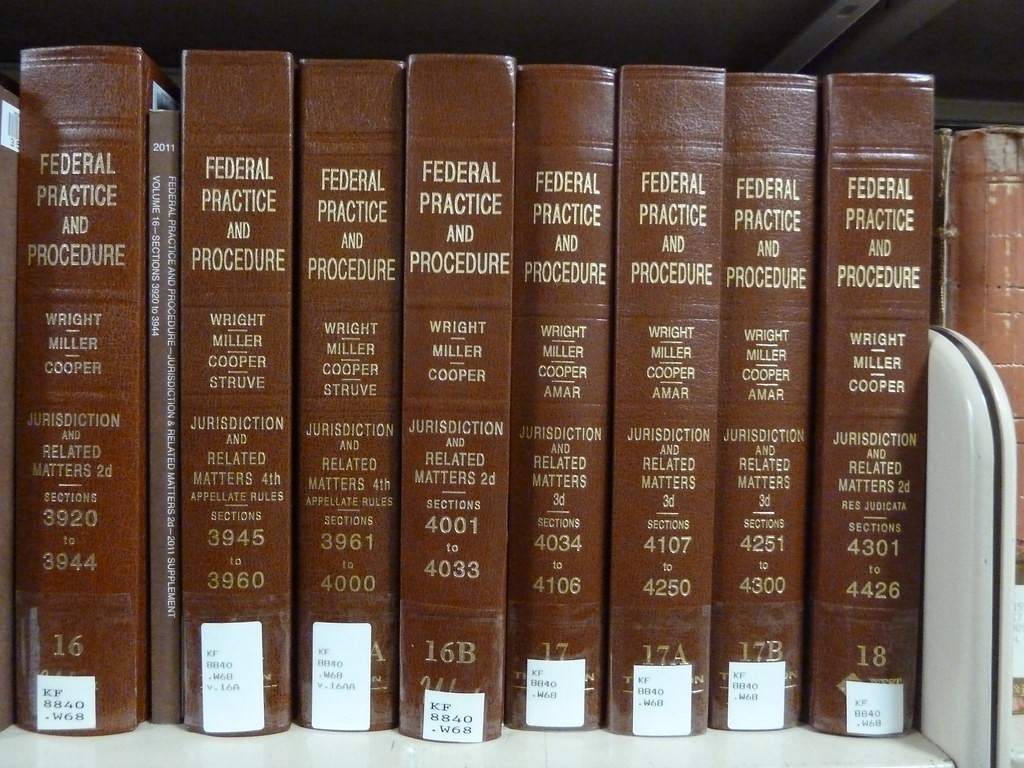 FEDERAL
PRACTICE
AND
PROCEDURE
WRIGHT
MILLER
COOPER
JURISDICTION
AND
RELATED
MATTERS 2d
SECTIONS
3920
to
3944
16
KF
8840
.W68
2011
FEDERAL PRACTICE AND PROCEDURE—JURISDICTION & RELATED MATTERS 2d—2011 SUPPLEMENT
VOLUME 16—SECTIONS 3920 to 3944
FEDERAL
PRACTICE
AND
PROCEDURE
WRIGHT
MILLER
COOPER
STRUVE
JURISDICTION
AND
RELATED
MATTERS 4th
APPELLATE RULES
SECTIONS
3945
to
3960
KF
8840
.W68
v.16A
FEDERAL
PRACTICE
AND
PROCEDURE
WRIGHT
MILLER
COOPER
STRUVE
JURISDICTION
AND
RELATED
MATTERS 4th
APPELLATE RULES
SECTIONS
3961
to
4000
A
KF
8840
.W68
v.16AA
FEDERAL
PRACTICE
AND
PROCEDURE
WRIGHT
MILLER
COOPER
JURISDICTION
AND
RELATED
MATTERS 2d
SECTIONS
4001
to
4033
16B
KF
8840
.W68
FEDERAL
PRACTICE
AND
PROCEDURE
WRIGHT
MILLER
COOPER
AMAR
JURISDICTION
AND
RELATED
MATTERS
3d
SECTIONS
4034
to
4106
17
KF
8840
.W68
FEDERAL
PRACTICE
AND
PROCEDURE
WRIGHT
MILLER
COOPER
AMAR
JURISDICTION
AND
RELATED
MATTERS
3d
SECTIONS
4107
to
4250
17A
KF
8840
.W68
FEDERAL
PRACTICE
AND
PROCEDURE
WRIGHT
MILLER
COOPER
AMAR
JURISDICTION
AND
RELATED
MATTERS
3d
SECTIONS
4251
to
4300
17B
KF
8840
.W68
FEDERAL
PRACTICE
AND
PROCEDURE
WRIGHT
MILLER
COOPER
JURISDICTION
AND
RELATED
MATTERS 2d
RES JUDICATA
SECTIONS
4301
to
4426
18
WEST
KF
8840
.W68